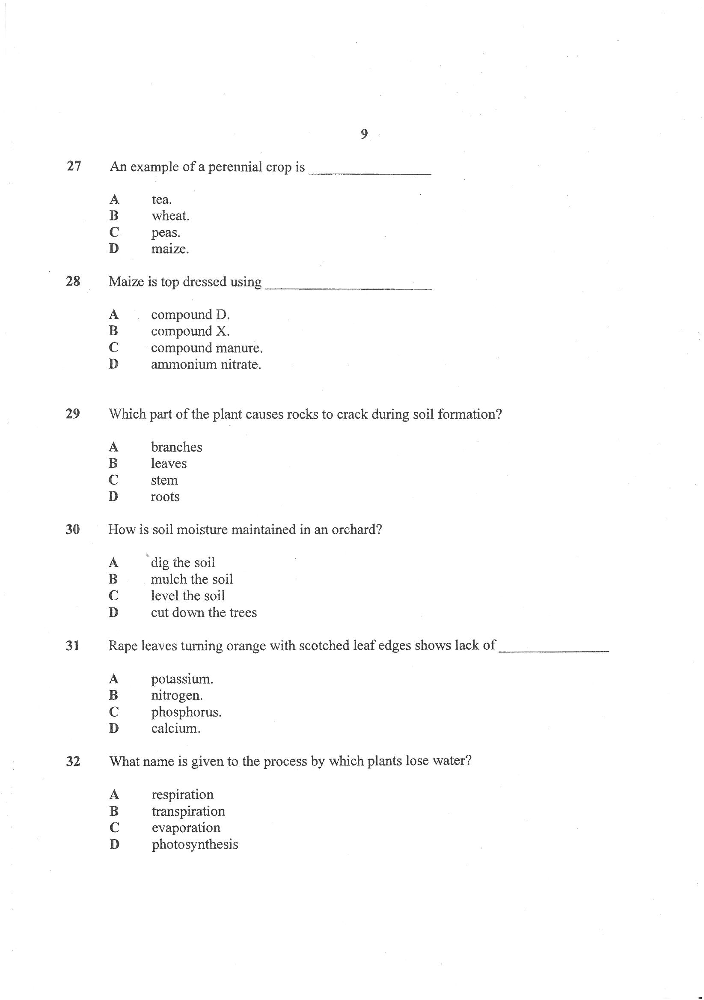 9
27 An example of a perennial crop is ________________
A tea.
B wheat.
C peas.
D maize.
28 Maize is top dressed using ______________________
A compound D.
B compound X.
C compound manure.
D ammonium nitrate.
29 Which part of the plant causes rocks to crack during soil formation?
A branches
B leaves
C stem
D roots
30 How is soil moisture maintained in an orchard?
A dig the soil
B mulch the soil
C level the soil
D cut down the trees
31 Rape leaves turning orange with scotched leaf edges shows lack of ______________
A potassium.
B nitrogen.
C phosphorus.
D calcium.
32 What name is given to the process by which plants lose water?
A respiration
B transpiration
C evaporation
D photosynthesis